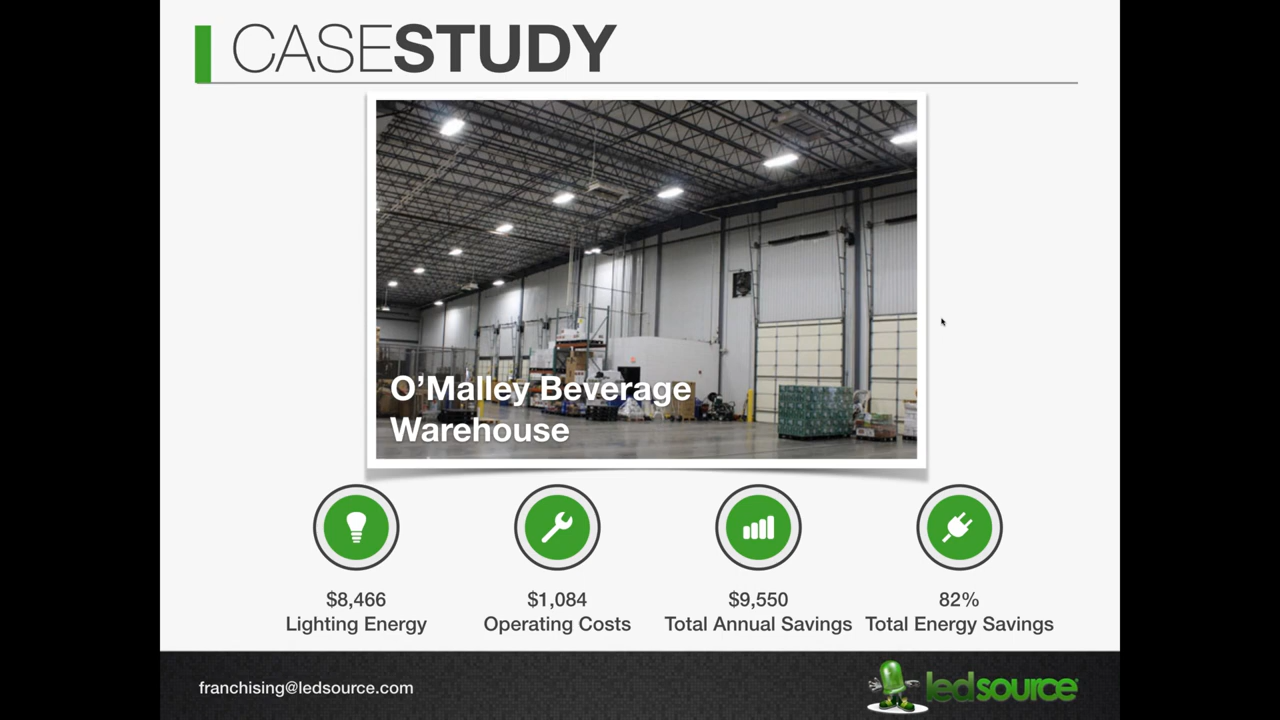 CASESTUDY
O’Malley Beverage
Warehouse
$8,466
Lighting Energy
$1,084
Operating Costs
$9,550
Total Annual Savings
82%
Total Energy Savings
franchising@ledsource.com
ledsource